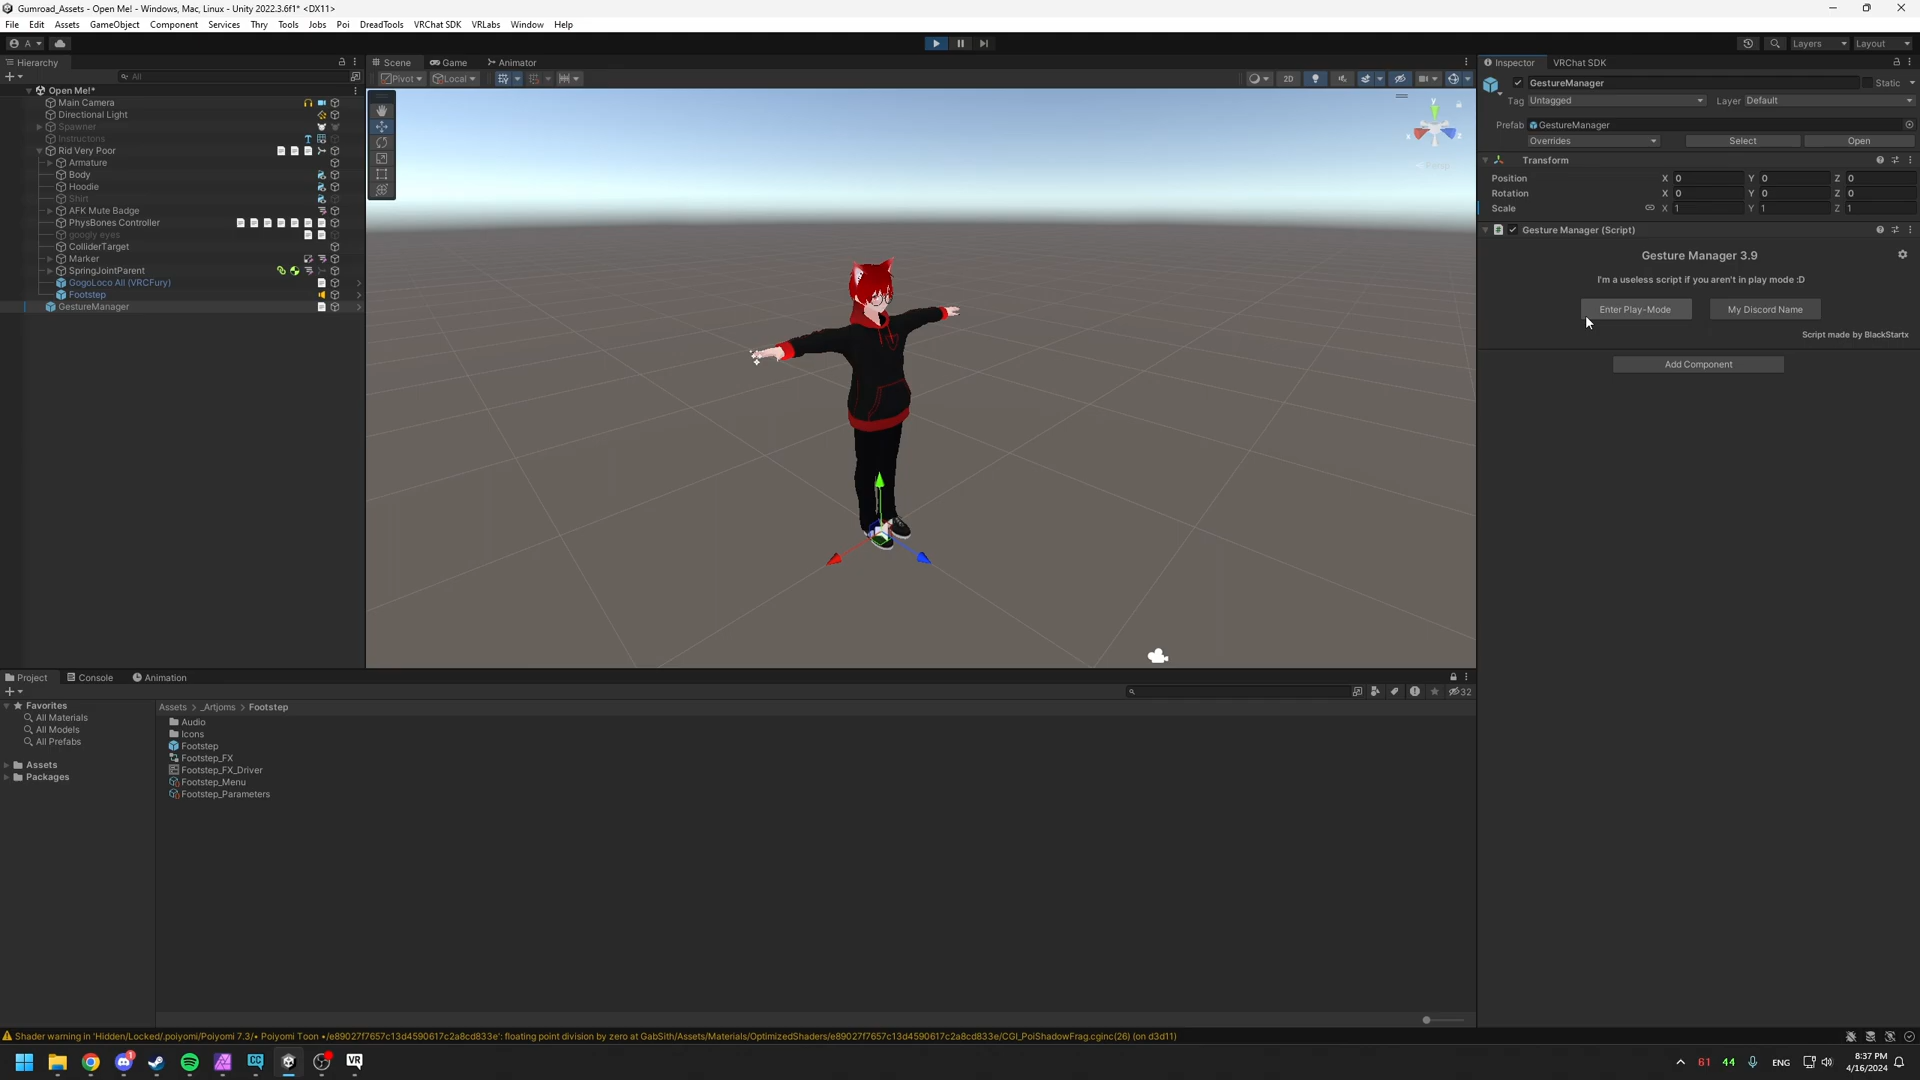 Gumroad_Assets - Open Me! - Windows, Mac, Linux - Unity 2022.3.6f1* <DX11>
File Edit Assets GameObject Component Services Thry Tools Jobs Poi DreadTools VRChat SDK VRLabs Window Help
A Layers Layout
Hierarchy Scene Game Animator Inspector VRChat SDK
All Pivot Local 2D
Open Me!*
Main Camera
Directional Light
Spawner
Instructons
Rid Very Poor
Armature
Body
Hoodie
Shirt
AFK Mute Badge
PhysBones Controller
googly eyes
ColliderTarget
Marker
SpringJointParent
GogoLoco All (VRCFury)
Footstep
GestureManager
y
x z
Persp
GestureManager Static
Tag Untagged Layer Default
Prefab GestureManager
Overrides Select Open
Transform
Position X 0 Y 0 Z 0
Rotation X 0 Y 0 Z 0
Scale X 1 Y 1 Z 1
Gesture Manager (Script)
Gesture Manager 3.9
I'm a useless script if you aren't in play mode :D
Enter Play-Mode My Discord Name
Script made by BlackStartx
Add Component
Project Console Animation
32
Favorites
All Materials
All Models
All Prefabs
Assets
Packages
Assets > _Artjoms > Footstep
Audio
Icons
Footstep
Footstep_FX
Footstep_FX_Driver
Footstep_Menu
Footstep_Parameters
Shader warning in 'Hidden/Locked/.poiyomi/Poiyomi 7.3/• Poiyomi Toon •/e89027f7657c13d4590617c2a8cd833e': floating point division by zero at GabSith/Assets/Materials/OptimizedShaders/e89027f7657c13d4590617c2a8cd833e/CGI_PoiShadowFrag.cginc(26) (on d3d11)
1 CC VR 61 44 ENG 8:37 PM
4/16/2024